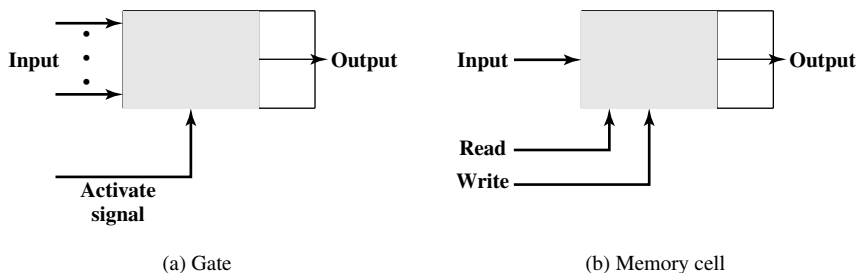 Input
Output
Activate
signal
(a) Gate
Input
Output
Read
Write
(b) Memory cell